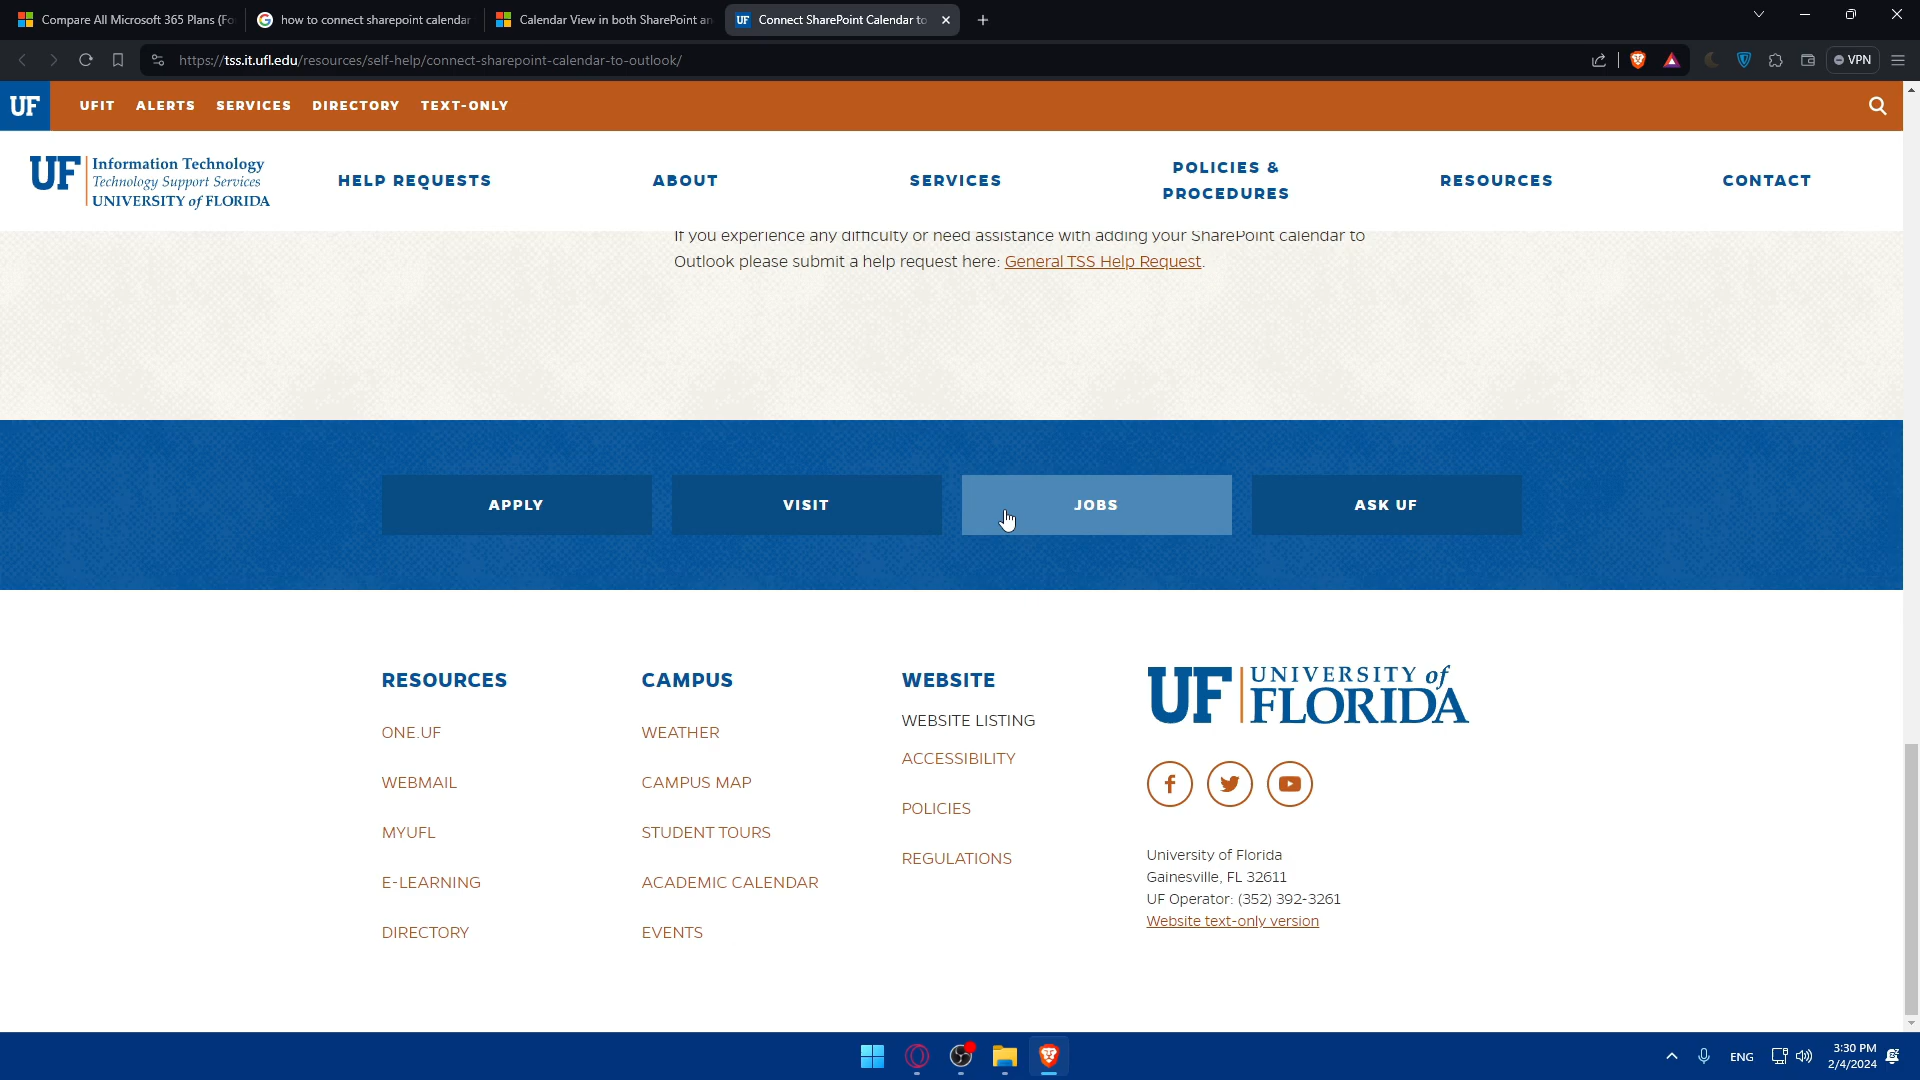 Compare All Microsoft 365 Plans (Fo
how to connect sharepoint calendar
Calendar View in both SharePoint an
UF Connect SharePoint Calendar to
https://tss.it.ufl.edu/resources/self-help/connect-sharepoint-calendar-to-outlook/
VPN
UF UFIT ALERTS SERVICES DIRECTORY TEXT-ONLY
UF Information Technology
Technology Support Services
UNIVERSITY of FLORIDA
HELP REQUESTS
ABOUT
SERVICES
POLICIES &
PROCEDURES
RESOURCES
CONTACT
If you experience any difficulty or need assistance with adding your SharePoint calendar to
Outlook please submit a help request here: General TSS Help Request.
APPLY
VISIT
JOBS
ASK UF
RESOURCES
ONE.UF
WEBMAIL
MYUFL
E-LEARNING
DIRECTORY
CAMPUS
WEATHER
CAMPUS MAP
STUDENT TOURS
ACADEMIC CALENDAR
EVENTS
WEBSITE
WEBSITE LISTING
ACCESSIBILITY
POLICIES
REGULATIONS
UF UNIVERSITY of
FLORIDA
University of Florida
Gainesville, FL 32611
UF Operator: (352) 392-3261
Website text-only version
ENG
3:30 PM
2/4/2024